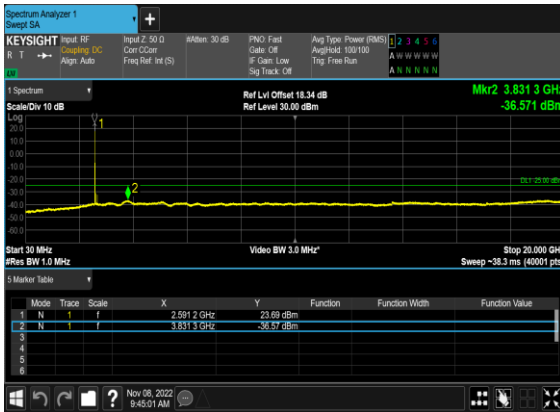 Spectrum Analyzer 1
Swept SA
+
KEYSIGHT Input: RF Input Z: 50 Ω #Atten: 30 dB PNO: Fast Avg Type: Power (RMS) 1 2 3 4 5 6
R T Coupling: DC Corr CCorr Gate: Off Avg|Hold: 100/100 A W W W W W
Align: Auto Freq Ref: Int (S) IF Gain: Low Trig: Free Run
Sig Track: Off A N N N N N
1 Spectrum
Ref Lvl Offset 18.34 dB Mkr2 3.831 3 GHz
Scale/Div 10 dB Ref Level 30.00 dBm -36.571 dBm
Log
20.0
10.0
0.00
-10.0
-20.0
-30.0
-40.0
-50.0
-60.0
1
2
DL1 -25.00 dBm
Start 30 MHz Video BW 3.0 MHz* Stop 20.000 GHz
#Res BW 1.0 MHz Sweep ~38.3 ms (40001 pts)
5 Marker Table
Mode Trace Scale X Y Function Function Width Function Value
1 N 1 f 2.591 2 GHz 23.69 dBm
2 N 1 f 3.831 3 GHz -36.57 dBm
3
4
5
6
?
Nov 08, 2022
9:45:01 AM